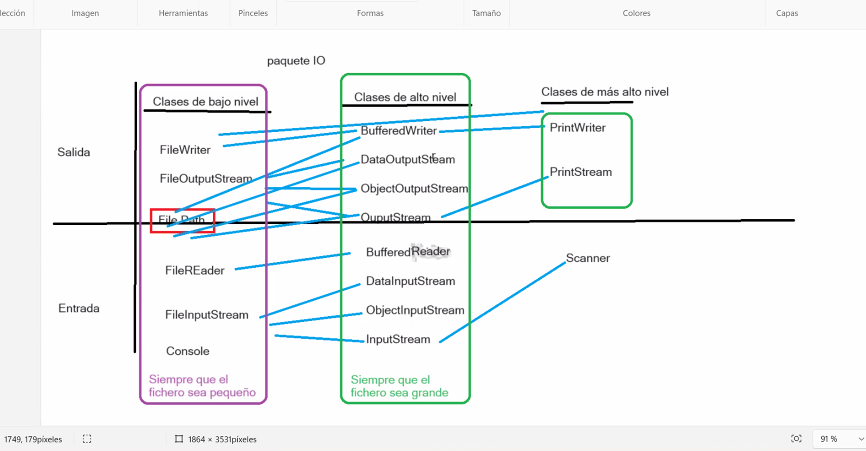 lección
Imagen
Herramientas
Pinceles
Formas
Tamaño
Colores
Capas
paquete IO
Clases de bajo nivel
Clases de alto nivel
Clases de más alto nivel
Salida
FileWriter
FileOutputStream
File Path
BufferedWriter
DataOutputSteam
ObjectOutputStream
OuputStream
PrintWriter
PrintStream
Entrada
FileREader
FileInputStream
Console
BufferedReader
DataInputStream
ObjectInputStream
InputStream
Scanner
Siempre que el
fichero sea pequeño
Siempre que el
fichero sea grande
1749, 179píxeles
1864 × 3531píxeles
91 %